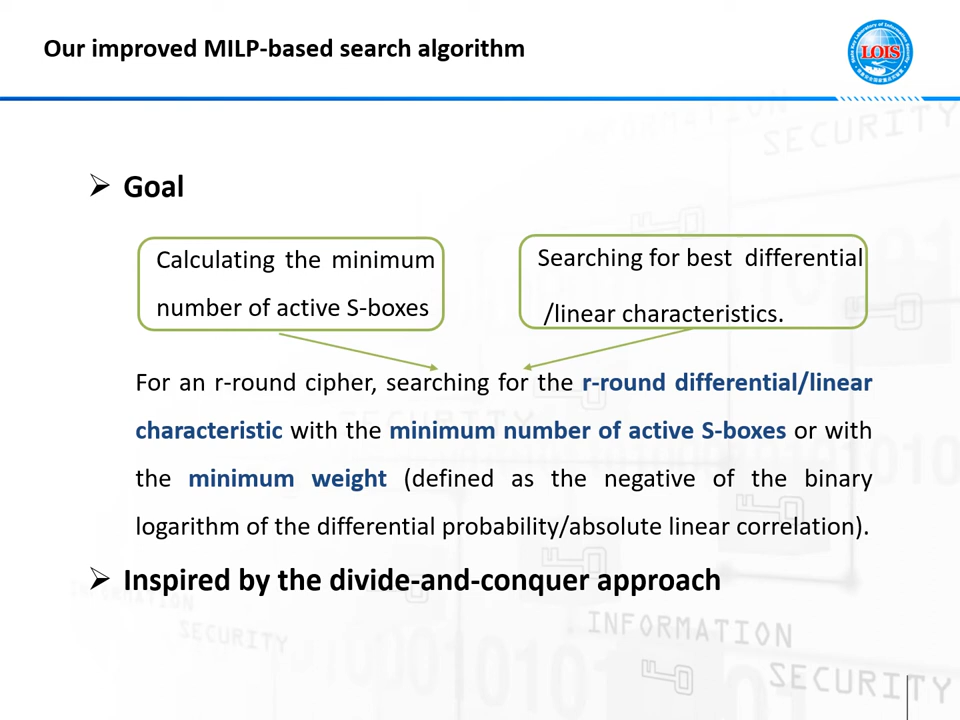 Our improved MILP-based search algorithm
LOIS
SECURITY
➢ Goal
Calculating the minimum
number of active S-boxes
Searching for best differential
/linear characteristics.
For an r-round cipher, searching for the r-round differential/linear
characteristic with the minimum number of active S-boxes or with
the minimum weight (defined as the negative of the binary
logarithm of the differential probability/absolute linear correlation).
➢ Inspired by the divide-and-conquer approach
INFORMATION
SECURITY
INFORMATION
SECURITY